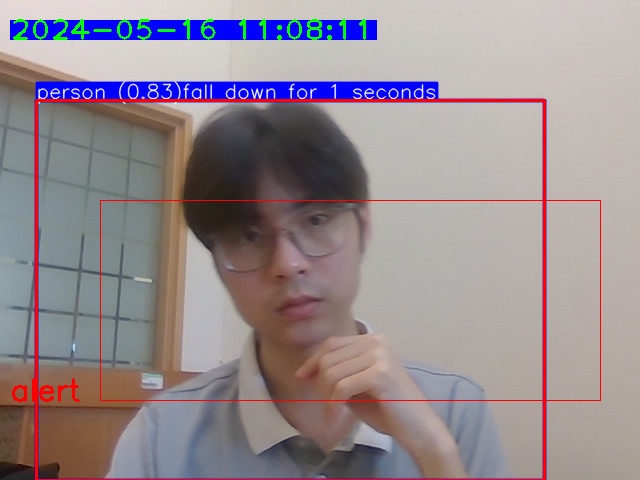 2024-05-16 11:08:11
person (0.83)fall down for 1 seconds
alert